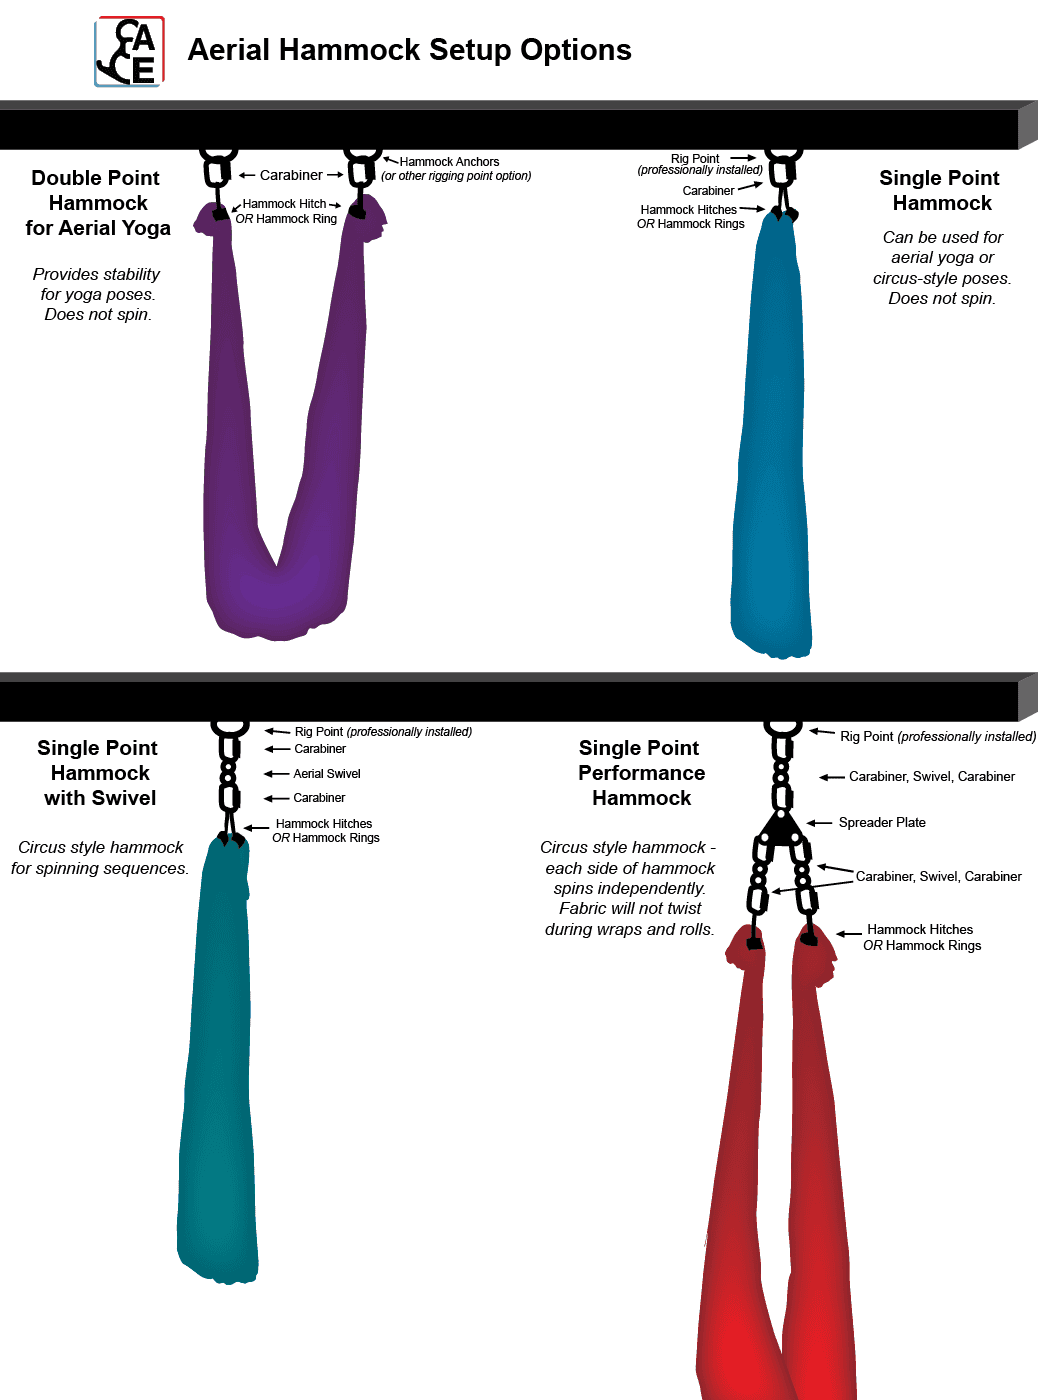 ACE
Aerial Hammock Setup Options
Double Point
Hammock
for Aerial Yoga
Provides stability
for yoga poses.
Does not spin.
Hammock Anchors
(or other rigging point option)
Carabiner
Hammock Hitch
OR Hammock Ring
Rig Point
(professionally installed)
Carabiner
Hammock Hitches
OR Hammock Rings
Single Point
Hammock
Can be used for
aerial yoga or
circus-style poses.
Does not spin.
Single Point
Hammock
with Swivel
Circus style hammock
for spinning sequences.
Rig Point (professionally installed)
Carabiner
Aerial Swivel
Carabiner
Hammock Hitches
OR Hammock Rings
Single Point
Performance
Hammock
Circus style hammock -
each side of hammock
spins independently.
Fabric will not twist
during wraps and rolls.
Rig Point (professionally installed)
Carabiner, Swivel, Carabiner
Spreader Plate
Carabiner, Swivel, Carabiner
Hammock Hitches
OR Hammock Rings